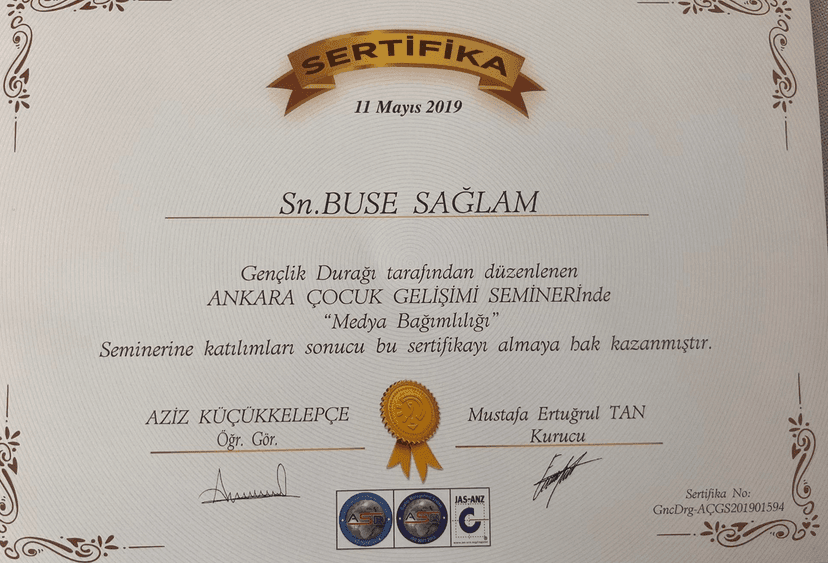 SERTİFİKA
11 Mayıs 2019
Sn.BUSE SAĞLAM
Gençlik Durağı tarafından düzenlenen
ANKARA ÇOCUK GELİŞİMİ SEMİNERİnde
“Medya Bağımlılığı”
Seminerine katılımları sonucu bu sertifikayı almaya hak kazanmıştır.
AZİZ KÜÇÜKKELEPÇE
Öğr. Gör.
Mustafa Ertuğrul TAN
Kurucu
ASD
ASD
JAS-ANZ
Sertifika No:
GncDrg-AÇGS201901594